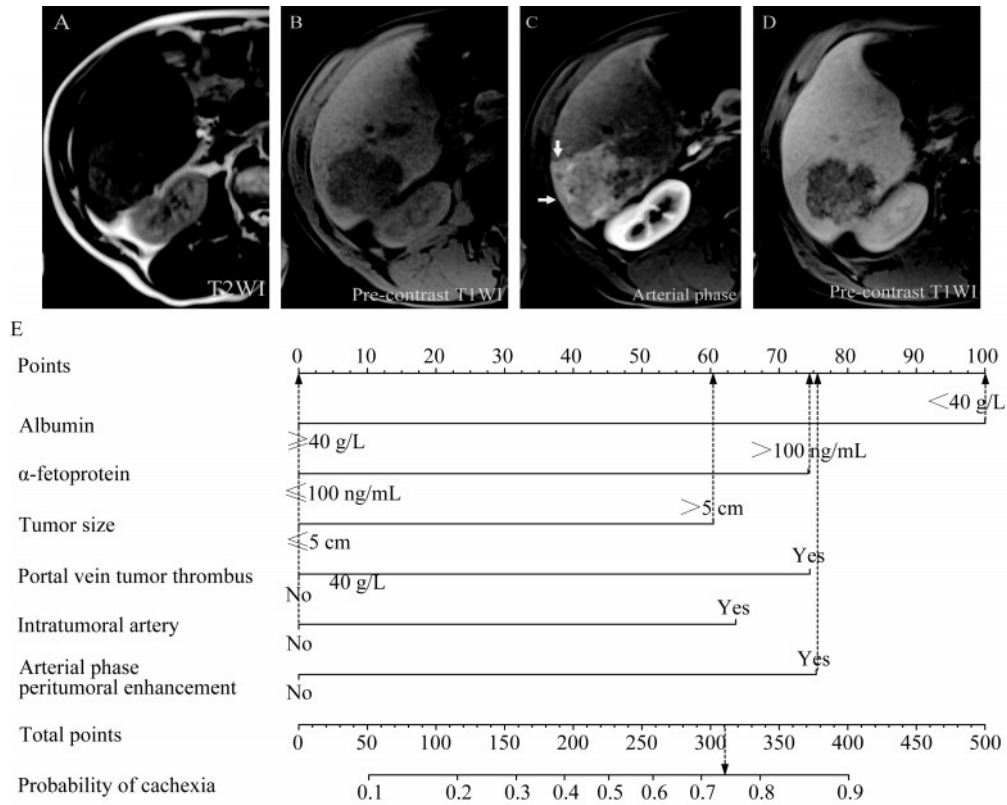 A B C D
T2WI Pre-contrast T1WI Arterial phase Pre-contrast T1WI
E
Points 0 10 20 30 40 50 60 70 80 90 100
<40 g/L
Albumin
≥40 g/L
>100 ng/mL
α-fetoprotein
≤100 ng/mL
>5 cm
Tumor size
≤5 cm
Yes
Portal vein tumor thrombus 40 g/L
No
Yes
Intratumoral artery
No
Arterial phase Yes
peritumoral enhancement No
Total points
0 50 100 150 200 250 300 350 400 450 500
Probability of cachexia
0.1 0.2 0.3 0.4 0.5 0.6 0.7 0.8 0.9